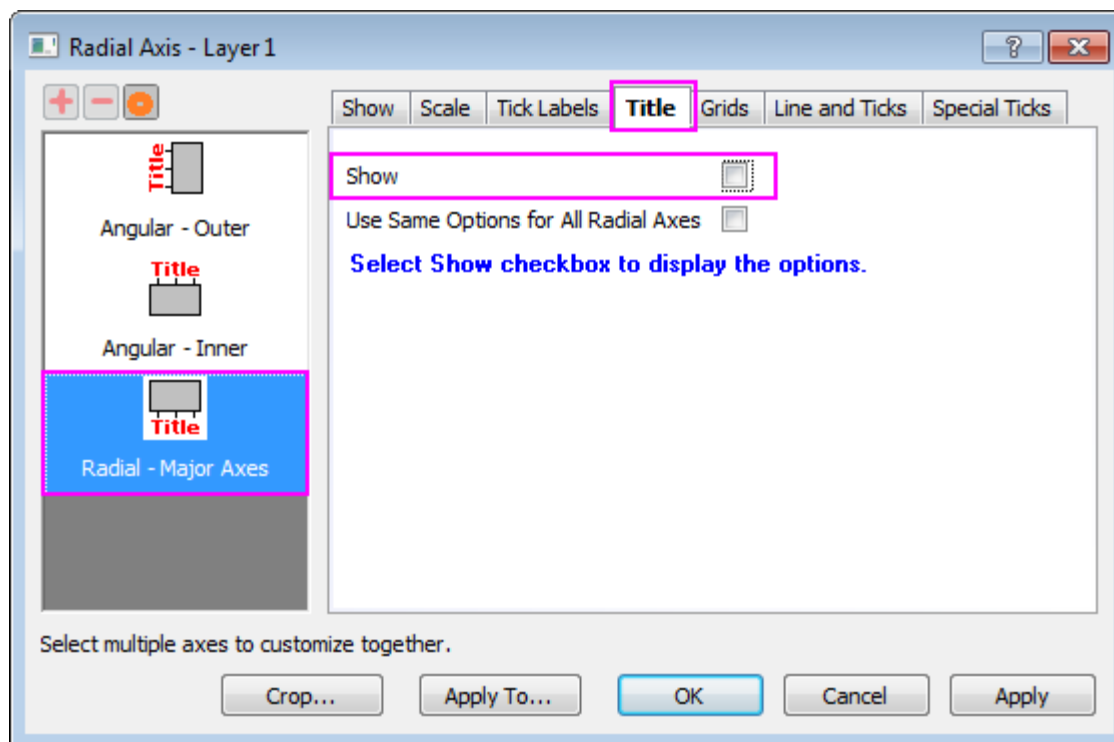 Radial Axis - Layer 1
Show Scale Tick Labels Title Grids Line and Ticks Special Ticks
Title
Angular - Outer
Title
Angular - Inner
Title
Radial - Major Axes
Show
Use Same Options for All Radial Axes
Select Show checkbox to display the options.
Select multiple axes to customize together.
Crop... Apply To... OK Cancel Apply